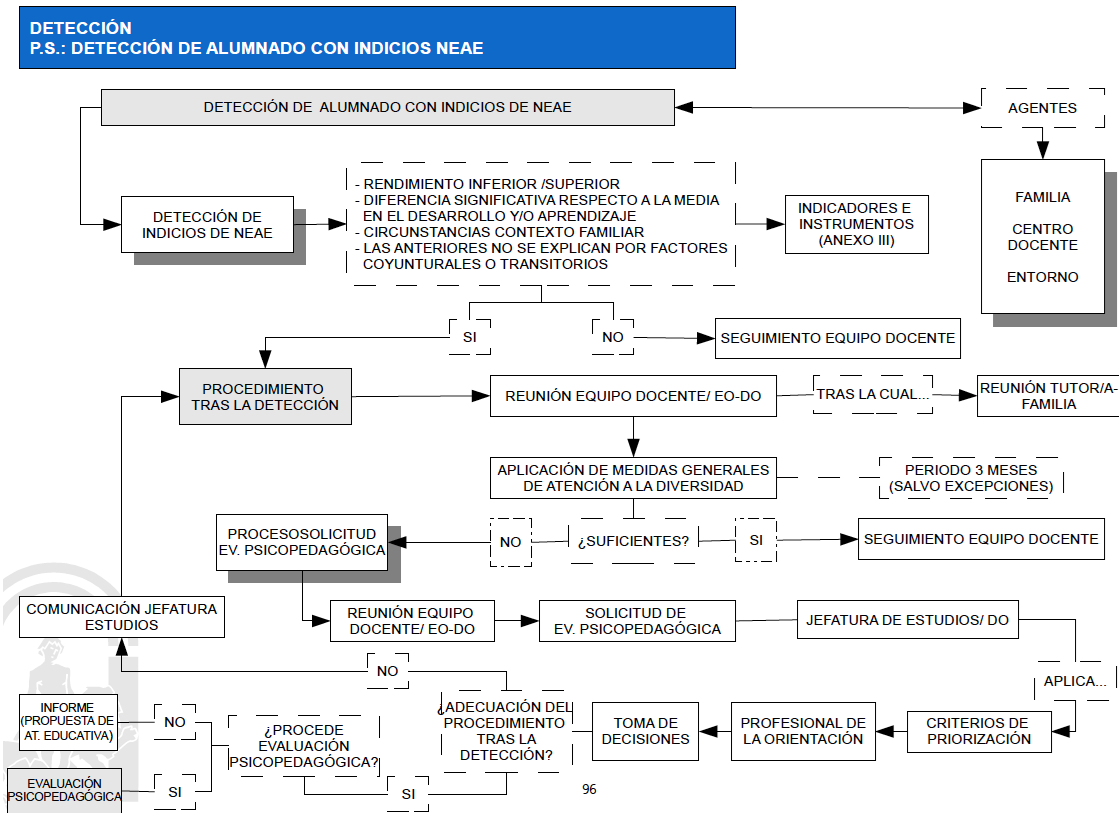 DETECCIÓN
P.S.: DETECCIÓN DE ALUMNADO CON INDICIOS NEAE
DETECCIÓN DE ALUMNADO CON INDICIOS DE NEAE
AGENTES
FAMILIA
CENTRO
DOCENTE
ENTORNO
DETECCIÓN DE
INDICIOS DE NEAE
- RENDIMIENTO INFERIOR /SUPERIOR
- DIFERENCIA SIGNIFICATIVA RESPECTO A LA MEDIA
EN EL DESARROLLO Y/O APRENDIZAJE
- CIRCUNSTANCIAS CONTEXTO FAMILIAR
- LAS ANTERIORES NO SE EXPLICAN POR FACTORES
COYUNTURALES O TRANSITORIOS
INDICADORES E
INSTRUMENTOS
(ANEXO III)
SI
NO
SEGUIMIENTO EQUIPO DOCENTE
PROCEDIMIENTO
TRAS LA DETECCIÓN
REUNIÓN EQUIPO DOCENTE/ EO-DO
TRAS LA CUAL...
REUNIÓN TUTOR/A-
FAMILIA
APLICACIÓN DE MEDIDAS GENERALES
DE ATENCIÓN A LA DIVERSIDAD
PERIODO 3 MESES
(SALVO EXCEPCIONES)
PROCESOSOLICITUD
EV. PSICOPEDAGÓGICA
NO
¿SUFICIENTES?
SI
SEGUIMIENTO EQUIPO DOCENTE
COMUNICACIÓN JEFATURA
ESTUDIOS
REUNIÓN EQUIPO
DOCENTE/ EO-DO
SOLICITUD DE
EV. PSICOPEDAGÓGICA
JEFATURA DE ESTUDIOS/ DO
APLICA...
NO
INFORME
(PROPUESTA DE
AT. EDUCATIVA)
NO
¿PROCEDE
EVALUACIÓN
PSICOPEDAGÓGICA?
¿ADECUACIÓN DEL
PROCEDIMIENTO
TRAS LA
DETECCIÓN?
TOMA DE
DECISIONES
PROFESIONAL DE
LA ORIENTACIÓN
CRITERIOS DE
PRIORIZACIÓN
EVALUACIÓN
PSICOPEDAGÓGICA
SI
SI
96